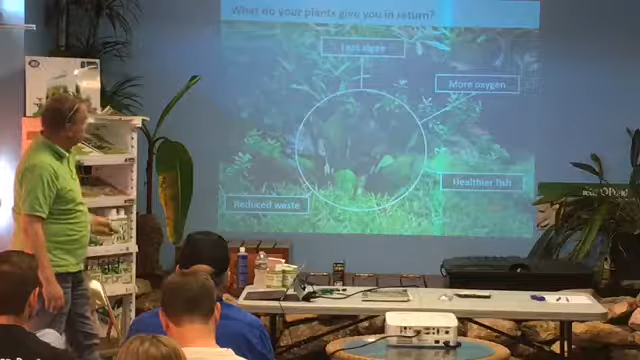 What do your plants give you in return?
Less algae
More oxygen
Healthier fish
Reduced waste